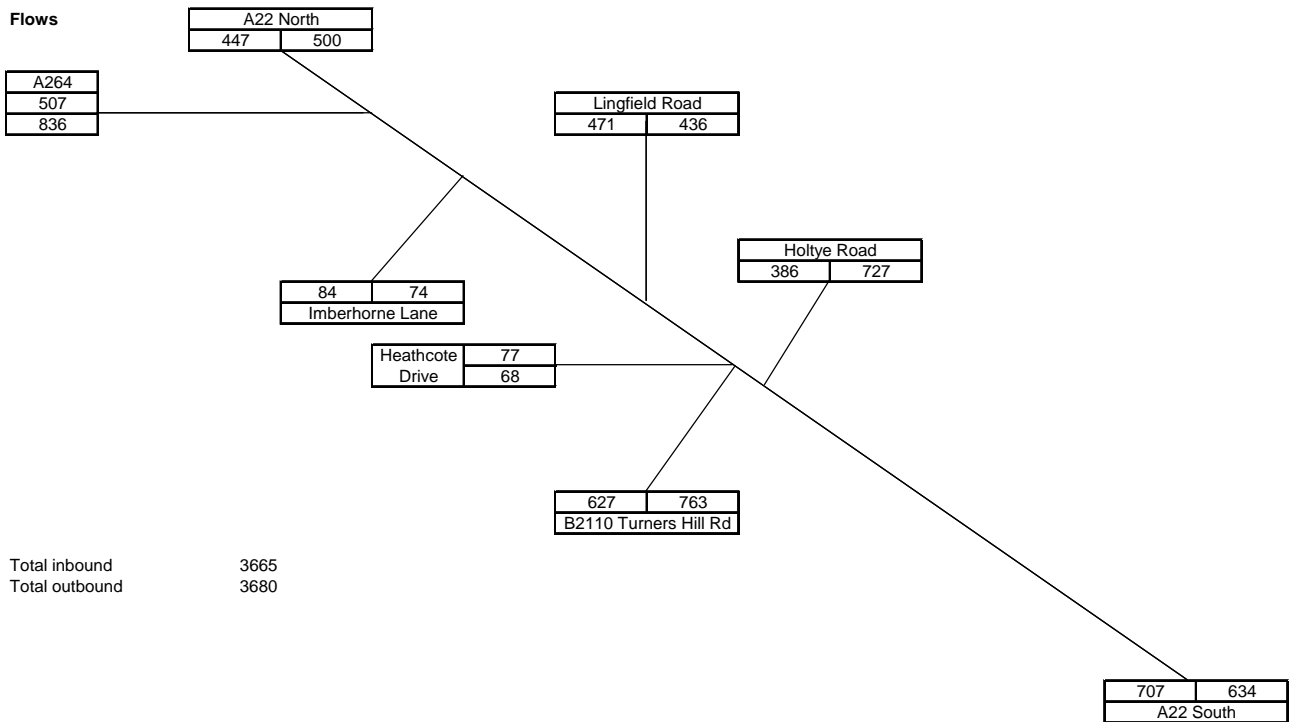 Flows
A22 North
447 500
A264
507
836
Lingfield Road
471 436
Holtye Road
386 727
84 74
Imberhorne Lane
Heathcote 77
Drive 68
627 763
B2110 Turners Hill Rd
Total inbound 3665
Total outbound 3680
707 634
A22 South